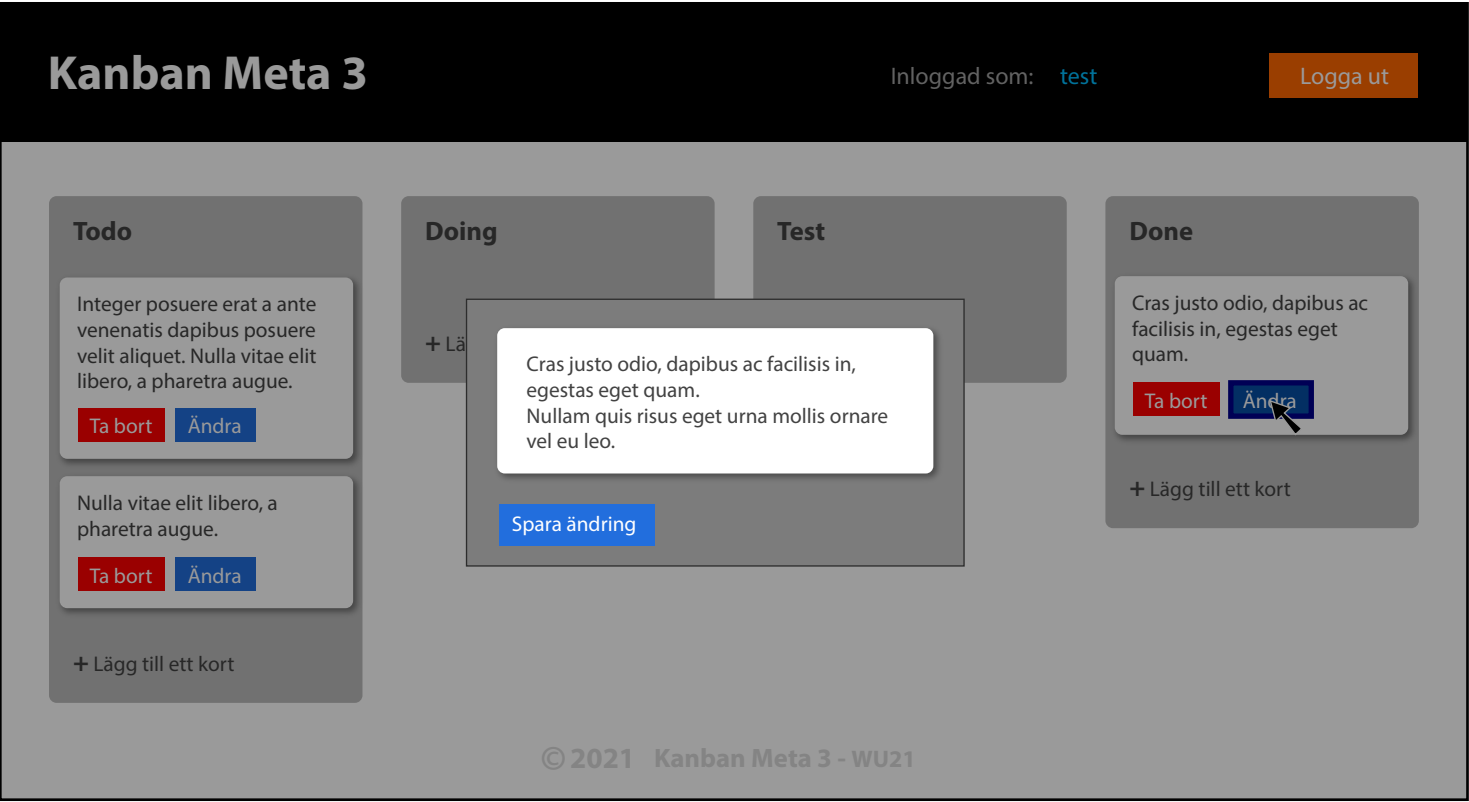 Kanban Meta 3
Inloggad som: test
Logga ut
Todo
Integer posuere erat a ante
venenatis dapibus posuere
velit aliquet. Nulla vitae elit
libero, a pharetra augue.
Ta bort Ändra
Nulla vitae elit libero, a
pharetra augue.
Ta bort Ändra
+ Lägg till ett kort
Doing
+ Lä
Test
Cras justo odio, dapibus ac facilisis in,
egestas eget quam.
Nullam quis risus eget urna mollis ornare
vel eu leo.
Spara ändring
Done
Cras justo odio, dapibus ac
facilisis in, egestas eget
quam.
Ta bort Ändra
+ Lägg till ett kort
© 2021 Kanban Meta 3 - WU21